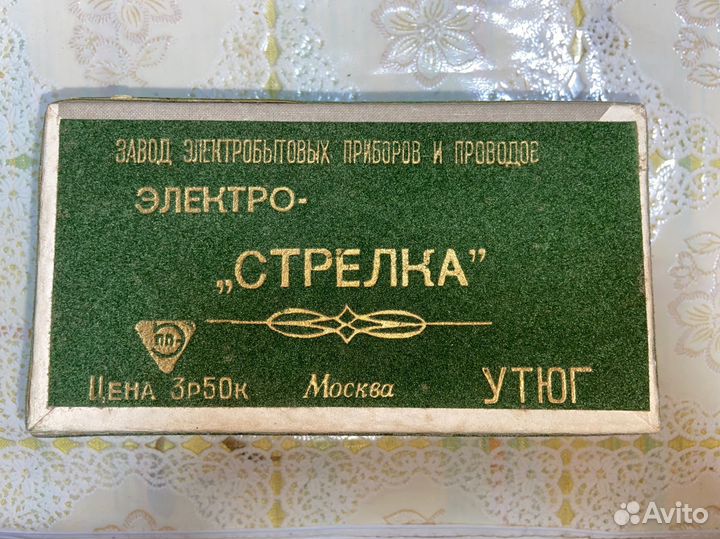 ЗАВОД ЭЛЕКТРОБЫТОВЫХ ПРИБОРОВ И ПРОВОДОВ
ЭЛЕКТРО-
„СТРЕЛКА”
ЦЕНА 3Р50К Москва УТЮГ
Avito